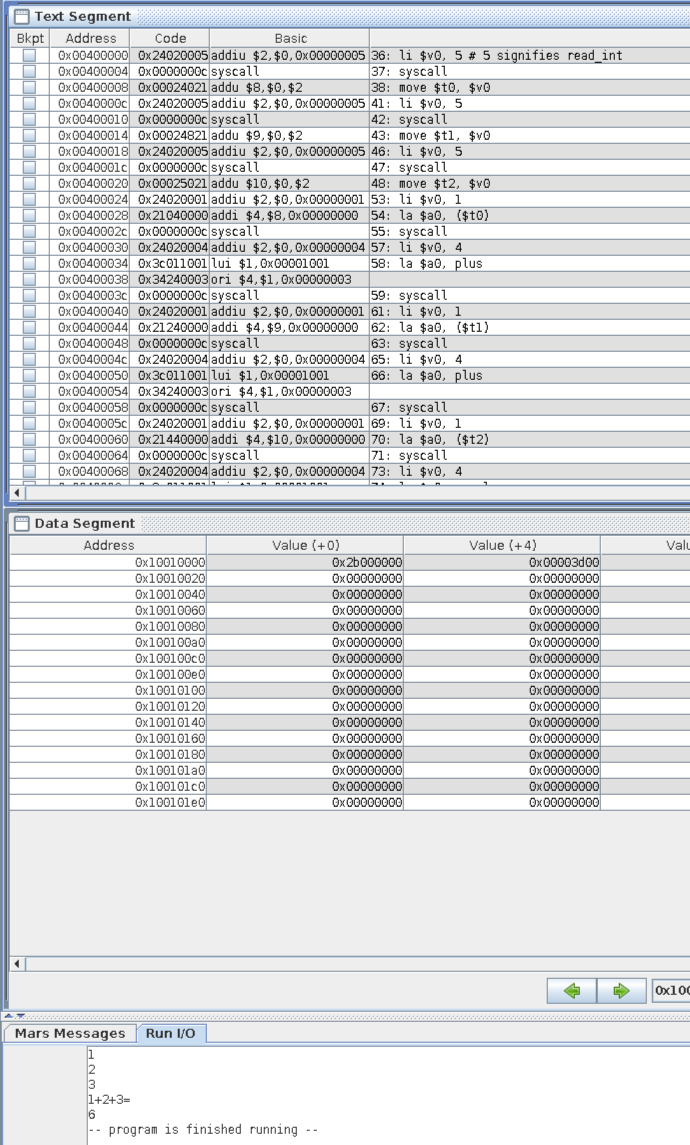 Text Segment
Bkpt Address Code Basic
0x00400000 0x24020005 addiu $2,$0,0x00000005 36: li $v0, 5 # 5 signifies read_int
0x00400004 0x0000000c syscall 37: syscall
0x00400008 0x00024021 addu $8,$0,$2 38: move $t0, $v0
0x0040000c 0x24020005 addiu $2,$0,0x00000005 41: li $v0, 5
0x00400010 0x0000000c syscall 42: syscall
0x00400014 0x00024821 addu $9,$0,$2 43: move $t1, $v0
0x00400018 0x24020005 addiu $2,$0,0x00000005 46: li $v0, 5
0x0040001c 0x0000000c syscall 47: syscall
0x00400020 0x00025021 addu $10,$0,$2 48: move $t2, $v0
0x00400024 0x24020001 addiu $2,$0,0x00000001 53: li $v0, 1
0x00400028 0x21040000 addi $4,$8,0x00000000 54: la $a0, ($t0)
0x0040002c 0x0000000c syscall 55: syscall
0x00400030 0x24020004 addiu $2,$0,0x00000004 57: li $v0, 4
0x00400034 0x3c011001 lui $1,0x00001001 58: la $a0, plus
0x00400038 0x34240003 ori $4,$1,0x00000003
0x0040003c 0x0000000c syscall 59: syscall
0x00400040 0x24020001 addiu $2,$0,0x00000001 61: li $v0, 1
0x00400044 0x21240000 addi $4,$9,0x00000000 62: la $a0, ($t1)
0x00400048 0x0000000c syscall 63: syscall
0x0040004c 0x24020004 addiu $2,$0,0x00000004 65: li $v0, 4
0x00400050 0x3c011001 lui $1,0x00001001 66: la $a0, plus
0x00400054 0x34240003 ori $4,$1,0x00000003
0x00400058 0x0000000c syscall 67: syscall
0x0040005c 0x24020001 addiu $2,$0,0x00000001 69: li $v0, 1
0x00400060 0x21440000 addi $4,$10,0x00000000 70: la $a0, ($t2)
0x00400064 0x0000000c syscall 71: syscall
0x00400068 0x24020004 addiu $2,$0,0x00000004 73: li $v0, 4
Data Segment
Address Value (+0) Value (+4) Valu
0x10010000 0x2b000000 0x00003d00
0x10010020 0x00000000 0x00000000
0x10010040 0x00000000 0x00000000
0x10010060 0x00000000 0x00000000
0x10010080 0x00000000 0x00000000
0x100100a0 0x00000000 0x00000000
0x100100c0 0x00000000 0x00000000
0x100100e0 0x00000000 0x00000000
0x10010100 0x00000000 0x00000000
0x10010120 0x00000000 0x00000000
0x10010140 0x00000000 0x00000000
0x10010160 0x00000000 0x00000000
0x10010180 0x00000000 0x00000000
0x100101a0 0x00000000 0x00000000
0x100101c0 0x00000000 0x00000000
0x100101e0 0x00000000 0x00000000
0x100
Mars Messages Run I/O
1
2
3
1+2+3=
6
-- program is finished running --